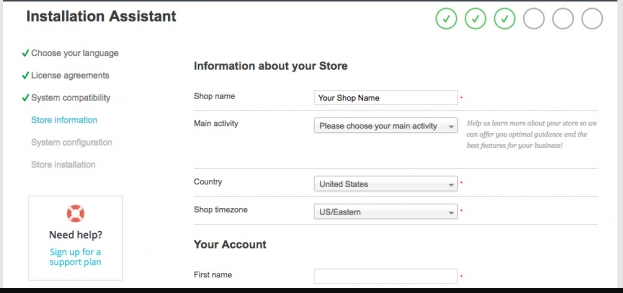 Installation Assistant
Choose your language
License agreements
System compatibility
Store information
System configuration
Store installation
Need help?
Sign up for a
support plan
Information about your Store
Shop name
Your Shop Name
*
Main activity
Please choose your main activity
Help us learn more about your store so we
can offer you optimal guidance and the
best features for your business!
Country
United States
*
Shop timezone
US/Eastern
*
Your Account
First name
*